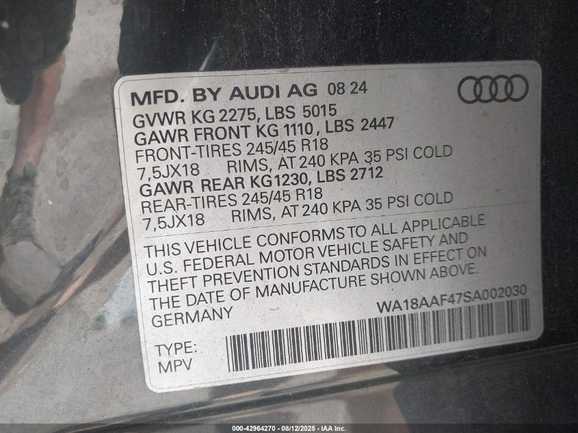 MFD. BY AUDI AG 08 24
GVWR KG 2275, LBS 5015
GAWR FRONT KG 1110, LBS 2447
FRONT-TIRES 245/45 R18
7,5JX18 RIMS, AT 240 KPA 35 PSI COLD
GAWR REAR KG1230, LBS 2712
REAR-TIRES 245/45 R18
7,5JX18 RIMS, AT 240 KPA 35 PSI COLD
THIS VEHICLE CONFORMS TO ALL APPLICABLE
U.S. FEDERAL MOTOR VEHICLE SAFETY AND
THEFT PREVENTION STANDARDS IN EFFECT ON
THE DATE OF MANUFACTURE SHOWN ABOVE.
GERMANY
WA18AAF47SA002030
TYPE:
MPV
000-42964270 - 08/12/2025 - IAA Inc.